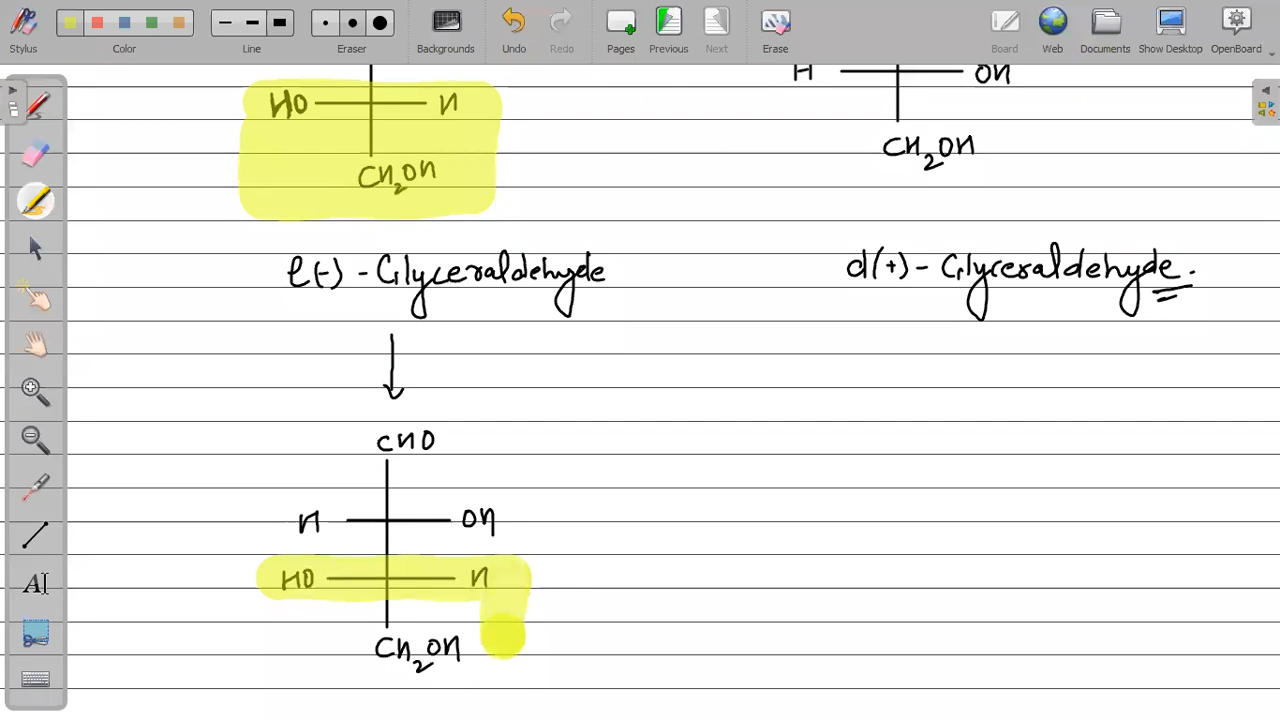 Stylus Color Line Eraser Backgrounds Undo Redo Pages Previous Next Erase Board Web Documents Show Desktop OpenBoard
H OH
HO H
CH2OH
CH2OH
l(-) - Glyceraldehyde d(+) - Glyceraldehyde.
CHO
H OH
HO H
CH2OH
A